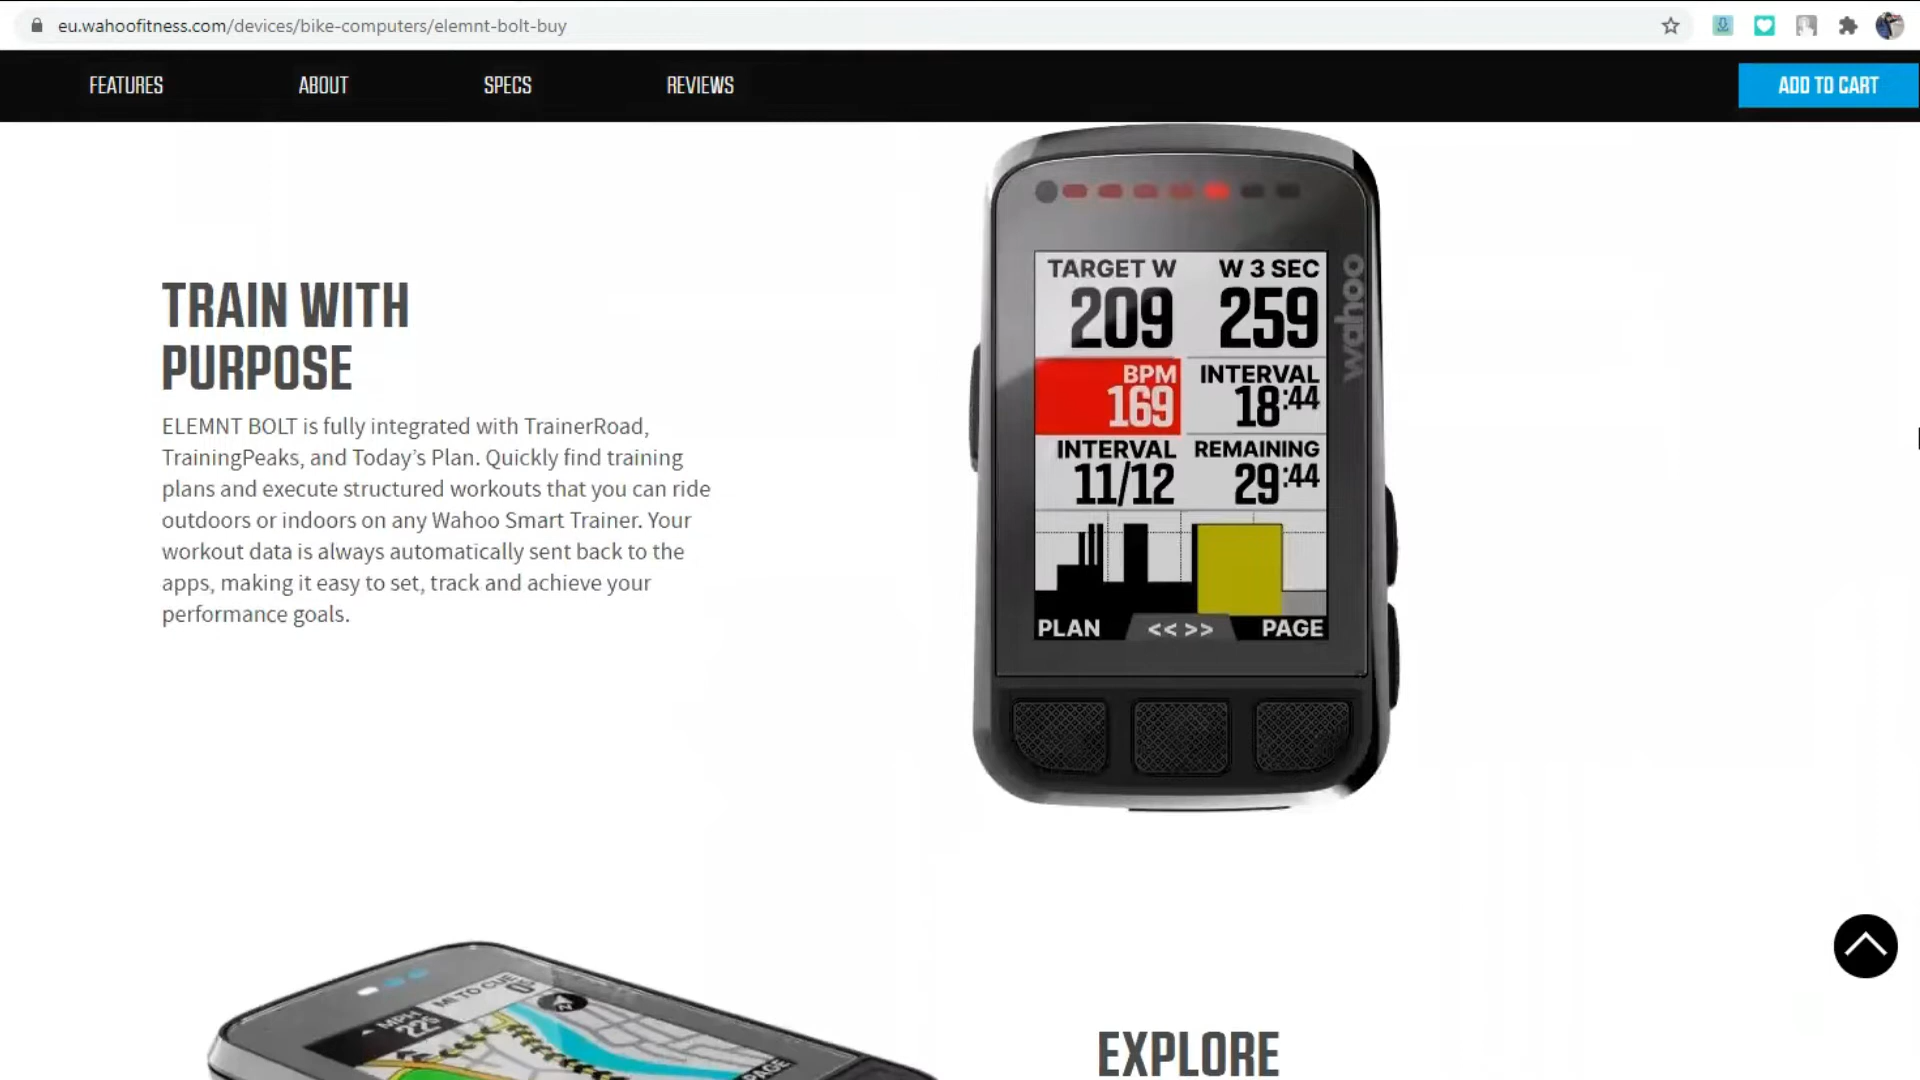 eu.wahoofitness.com/devices/bike-computers/elemnt-bolt-buy
FEATURES
ABOUT
SPECS
REVIEWS
ADD TO CART
TRAIN WITH
PURPOSE
ELEMNT BOLT is fully integrated with TrainerRoad,
TrainingPeaks, and Today’s Plan. Quickly find training
plans and execute structured workouts that you can ride
outdoors or indoors on any Wahoo Smart Trainer. Your
workout data is always automatically sent back to the
apps, making it easy to set, track and achieve your
performance goals.
TARGET W
209
W 3 SEC
259
BPM
169
INTERVAL
18:44
INTERVAL
11/12
REMAINING
29:44
PLAN
<< >>
PAGE
wahoo
MPH
MI TO CUE
PAGE
EXPLORE